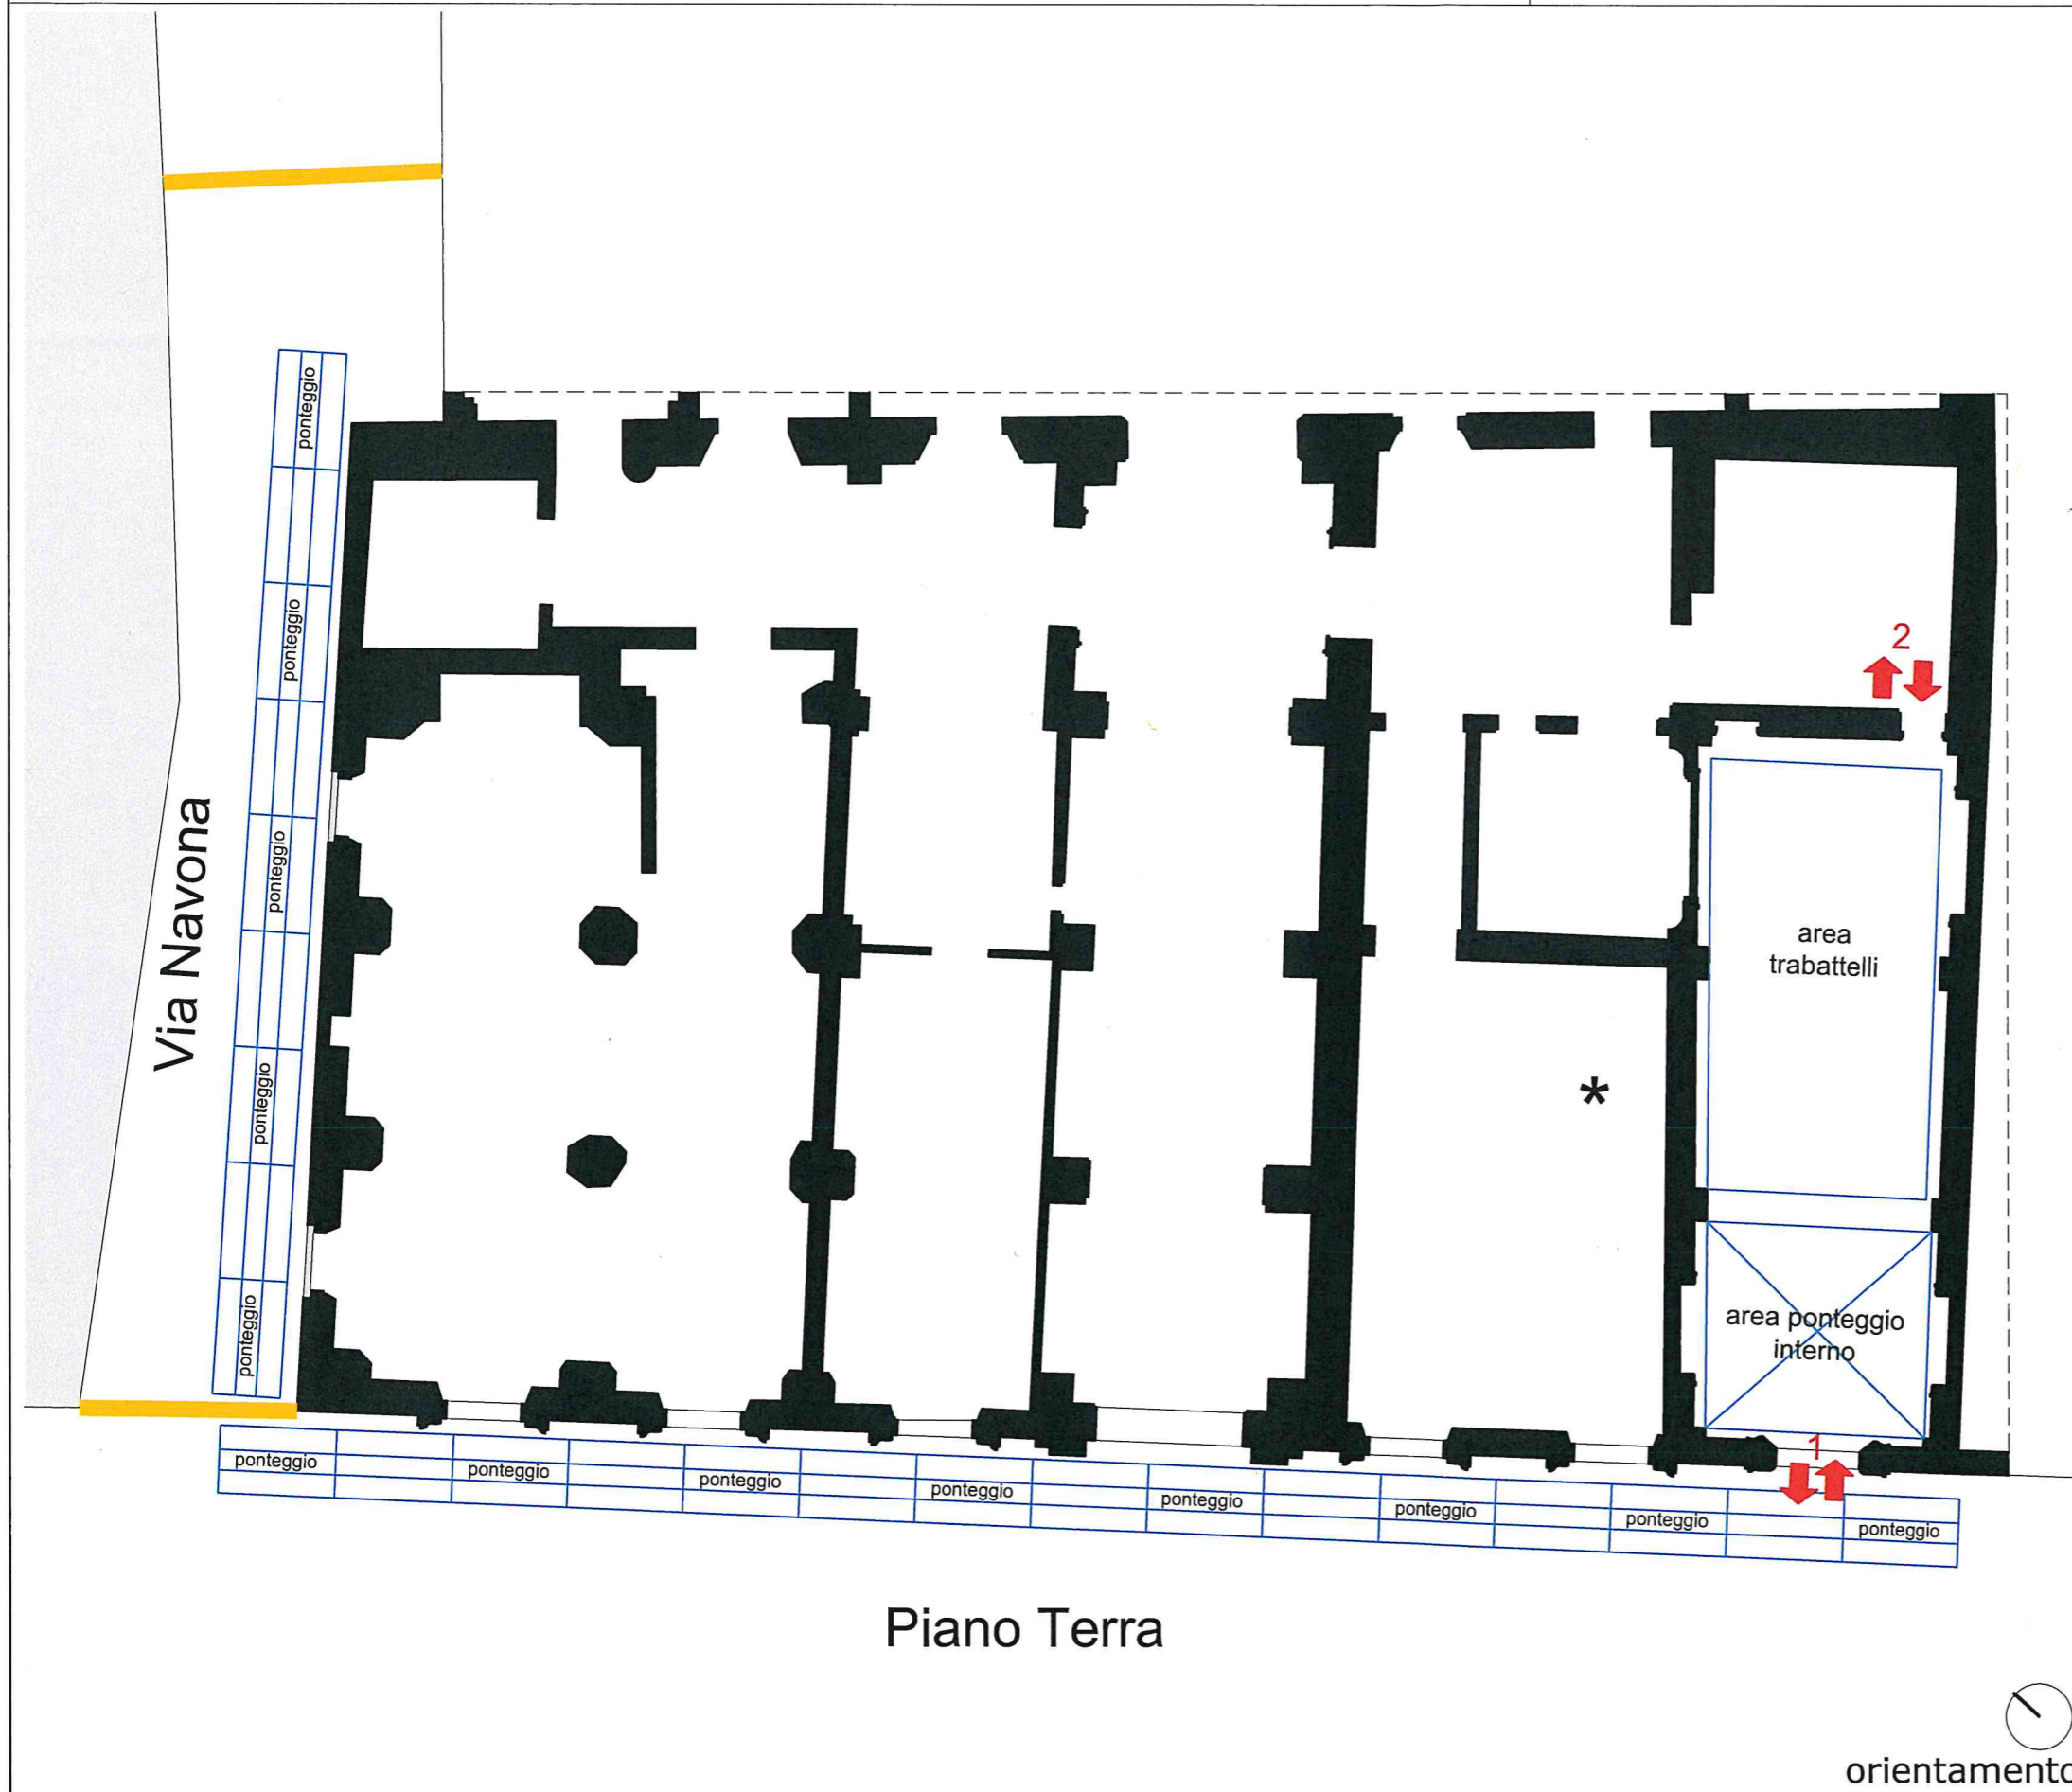 ponteggio
ponteggio
2
Via Navona
ponteggio
area
trabattelli
ponteggio
*
ponteggio
area ponteggio
interno
1
ponteggio
ponteggio
ponteggio
ponteggio
ponteggio
ponteggio
ponteggio
ponteggio
Piano Terra
orientamento